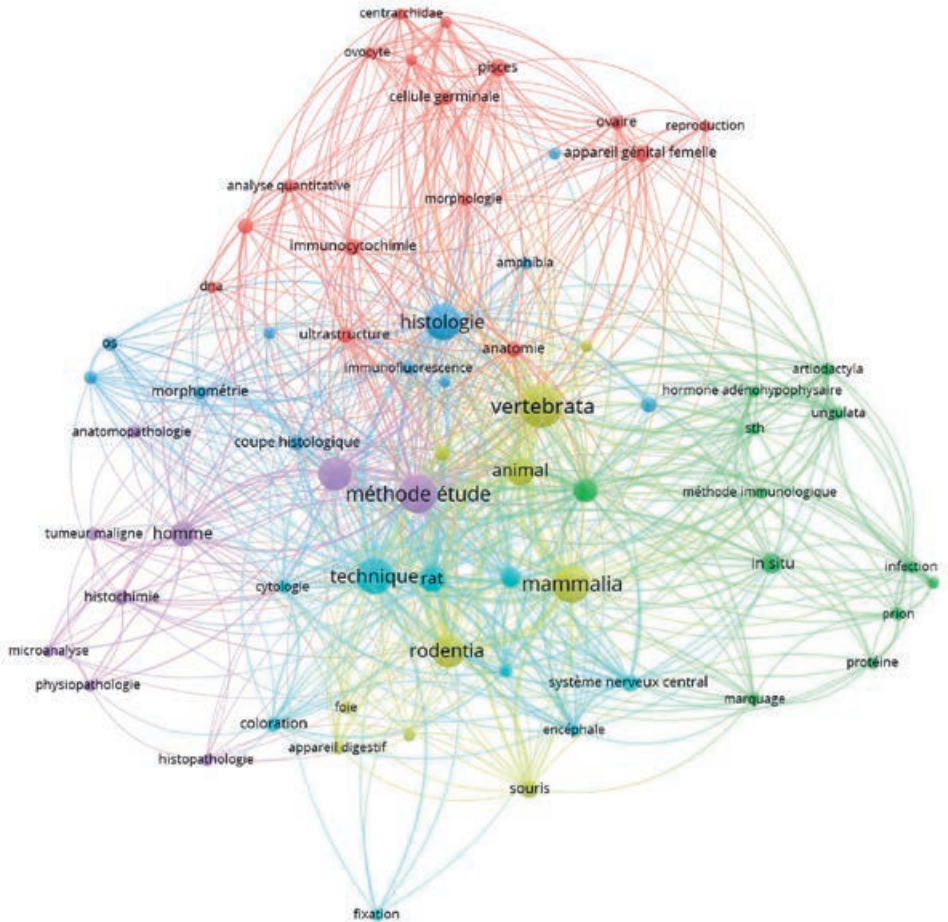 centrarchidae
ovocyte
pisces
cellule germinale
ovaire
reproduction
appareil génital femelle
analyse quantitative
morphologie
immunocytochimie
amphibia
dna
histologie
os
ultrastructure
anatomie
immunofluorescence
artiodactyla
morphométrie
hormone adénohypophysaire
vertebrata
ungulata
anatomopathologie
sth
coupe histologique
animal
méthode étude
méthode immunologique
tumeur maligne
homme
in situ
infection
technique
rat
mammalia
cytologie
histochimie
prion
microanalyse
rodentia
protéine
physiopathologie
système nerveux central
marquage
foie
coloration
encéphale
appareil digestif
histopathologie
souris
fixation